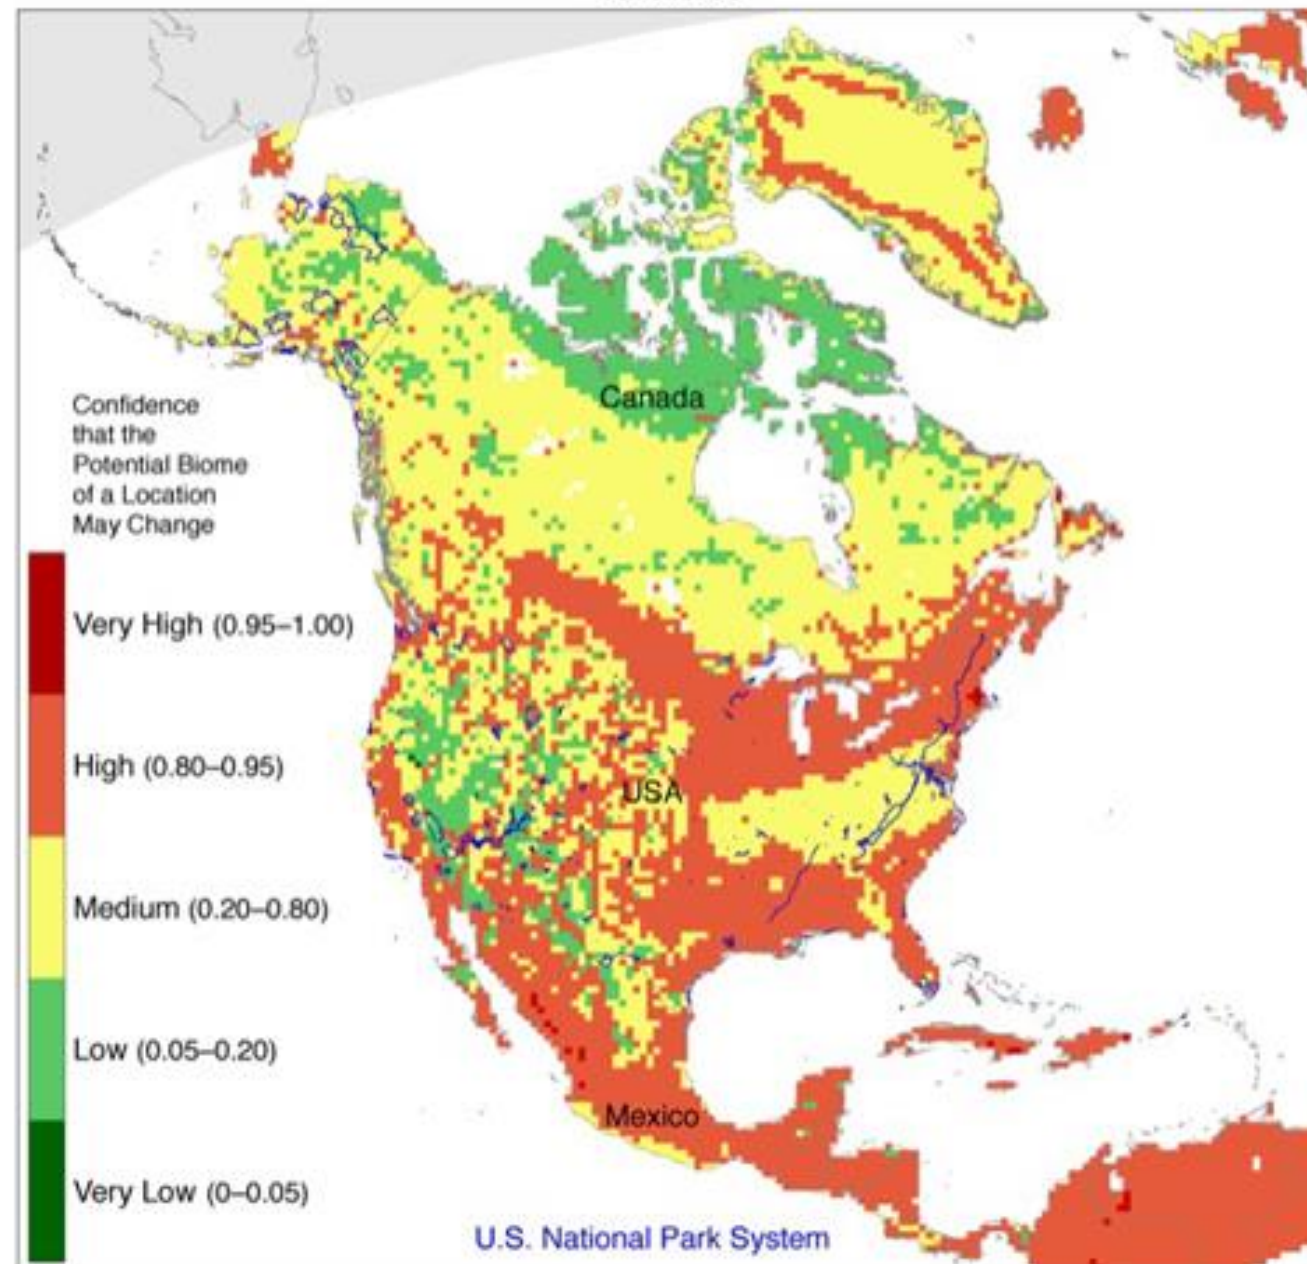 Canada
Confidence
that the
Potential Biome
of a Location
May Change
Very High (0.95–1.00)
High (0.80–0.95)
USA
Medium (0.20–0.80)
Low (0.05–0.20)
Mexico
Very Low (0–0.05)
U.S. National Park System